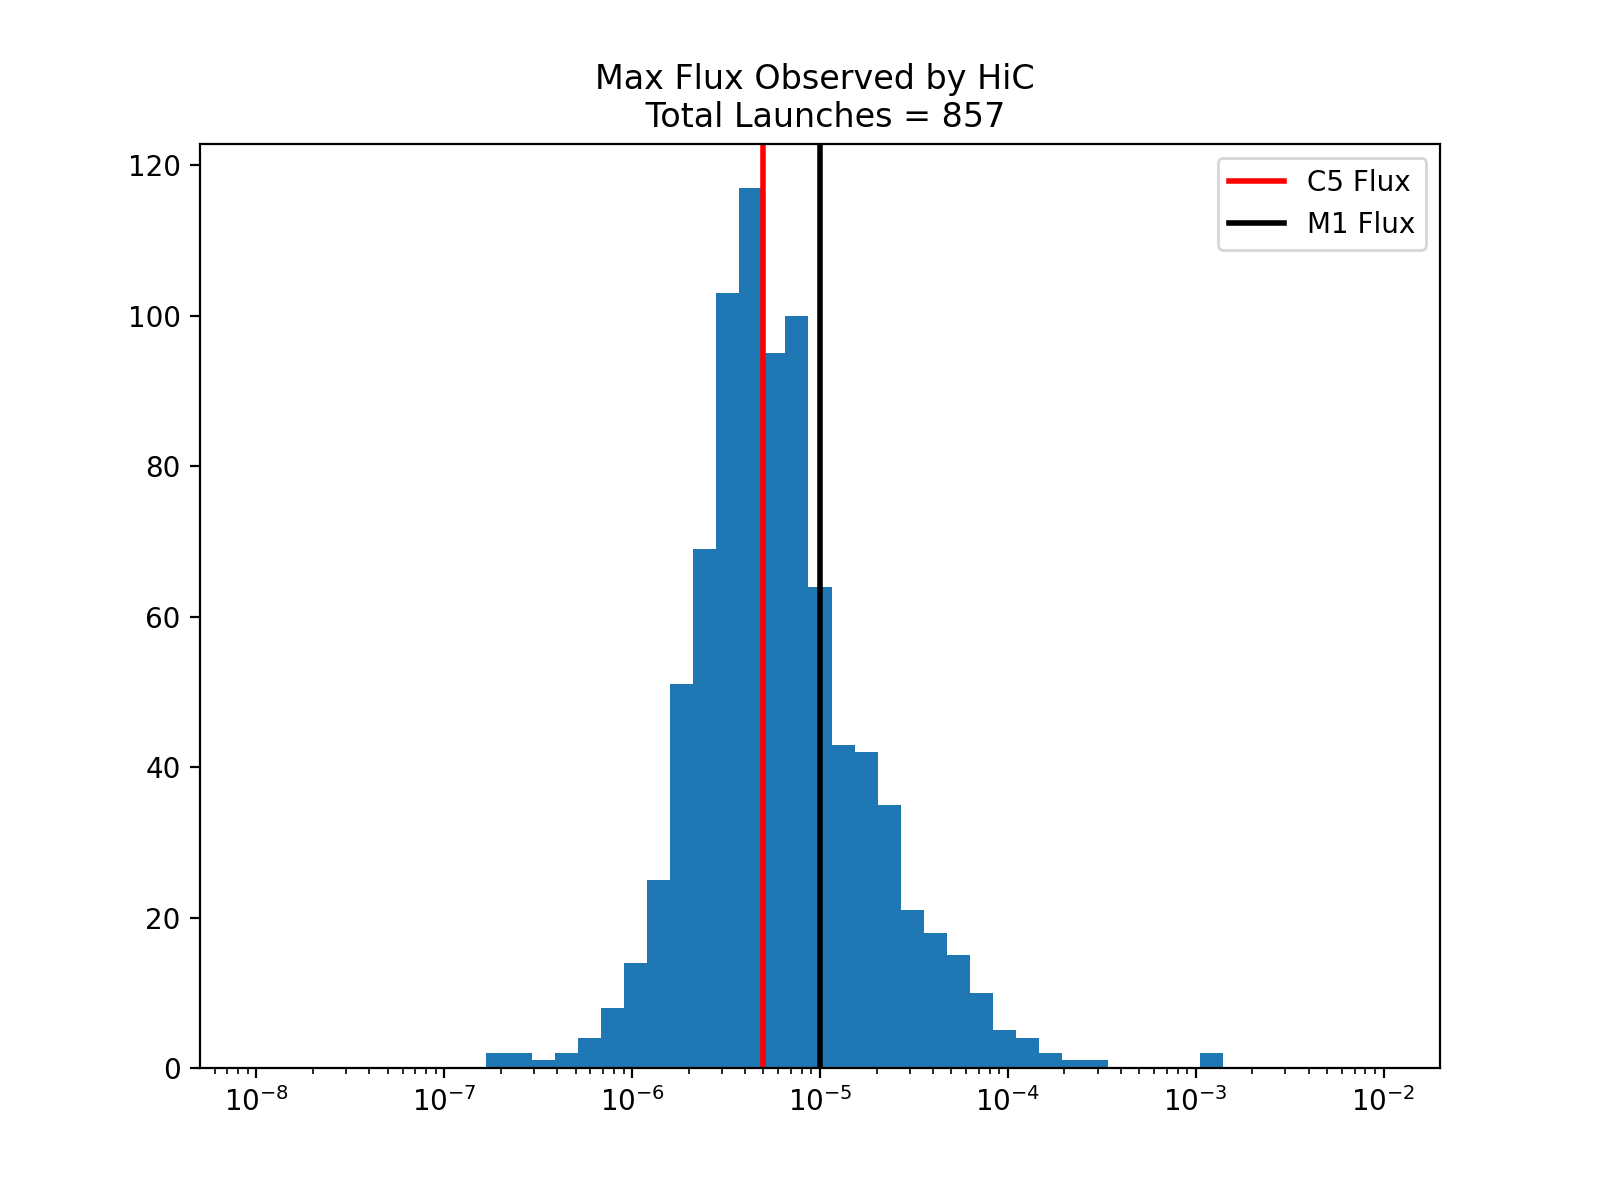 Max Flux Observed by HiC
Total Launches = 857
C5 Flux
M1 Flux
120
100
80
60
40
20
0
10⁻⁸ 10⁻⁷ 10⁻⁶ 10⁻⁵ 10⁻⁴ 10⁻³ 10⁻²